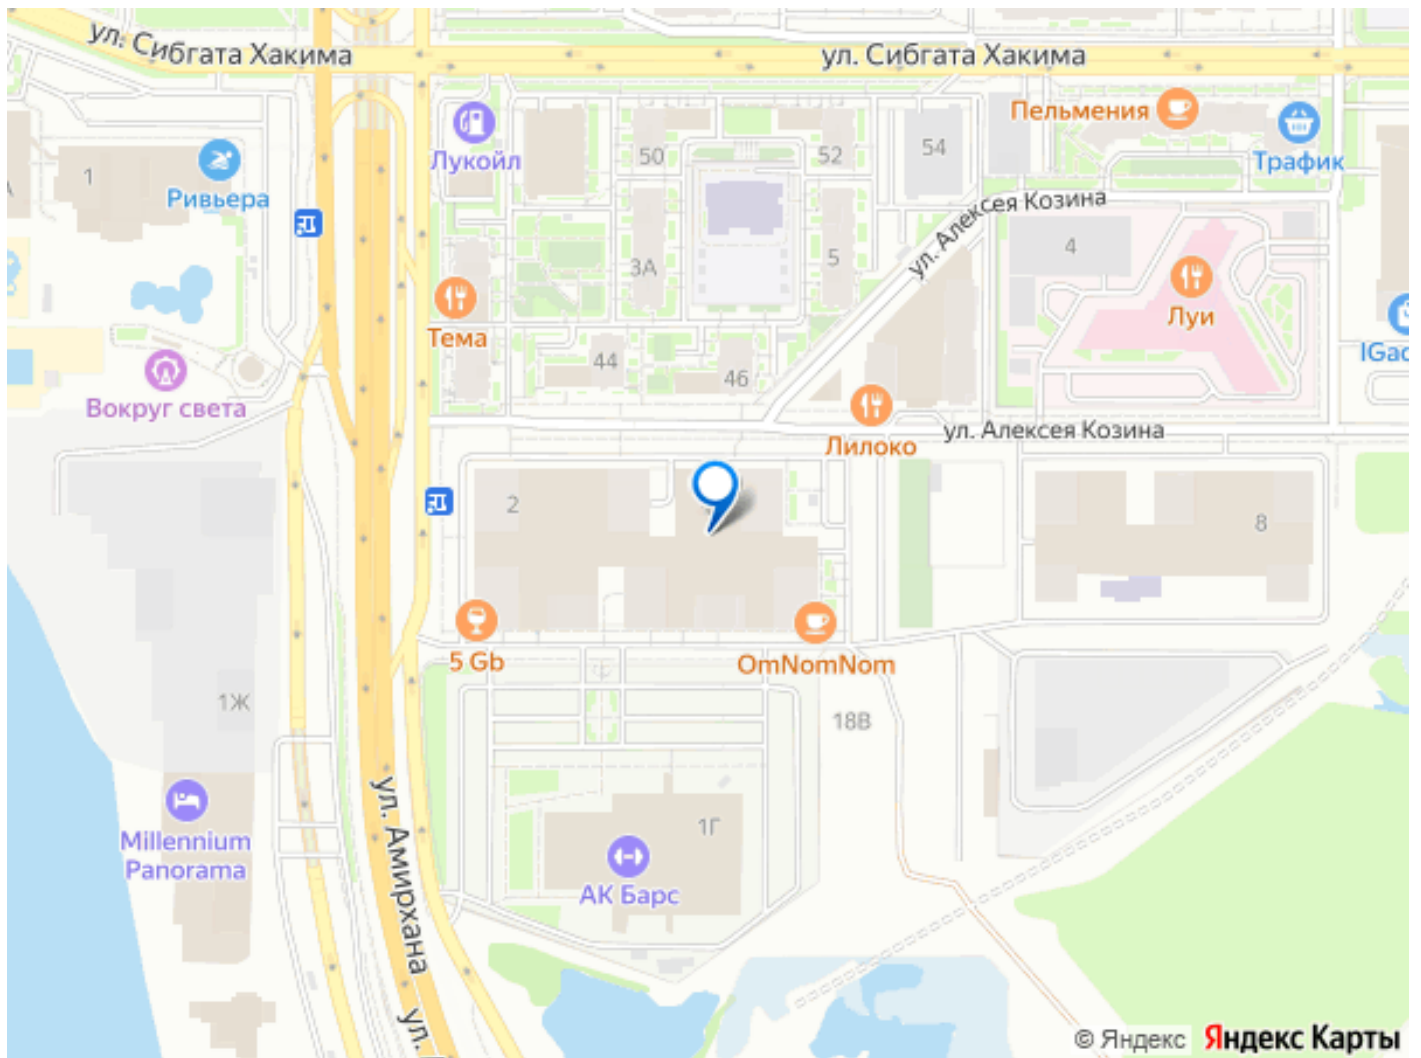 ул. Сибгата Хакима
ул. Сибгата Хакима
Пельмения
Лукойл
50
52
54
Трафик
1
Ривьера
ул. Алексея Козина
4
3А
5
Тема
Луи
IGad
44
46
Вокруг света
Лилоко
ул. Алексея Козина
2
8
5 Gb
OmNomNom
1Ж
18В
ул. Амирхана
Millennium
Panorama
1Г
АК Барс
ул.
© Яндекс Яндекс Карты